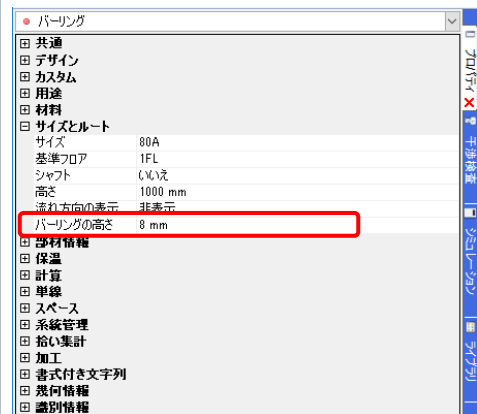 バーリング
共通
デザイン
カスタム
用途
材料
サイズとルート
サイズ 80A
基準フロア 1FL
シャフト いいえ
高さ 1000 mm
流れ方向の表示 非表示
バーリングの高さ 8 mm
部材情報
保温
計算
単線
スペース
系統管理
拾い集計
加工
書式付き文字列
幾何情報
識別情報
プロパティ
干渉検査
シミュレーション
ライブラリ